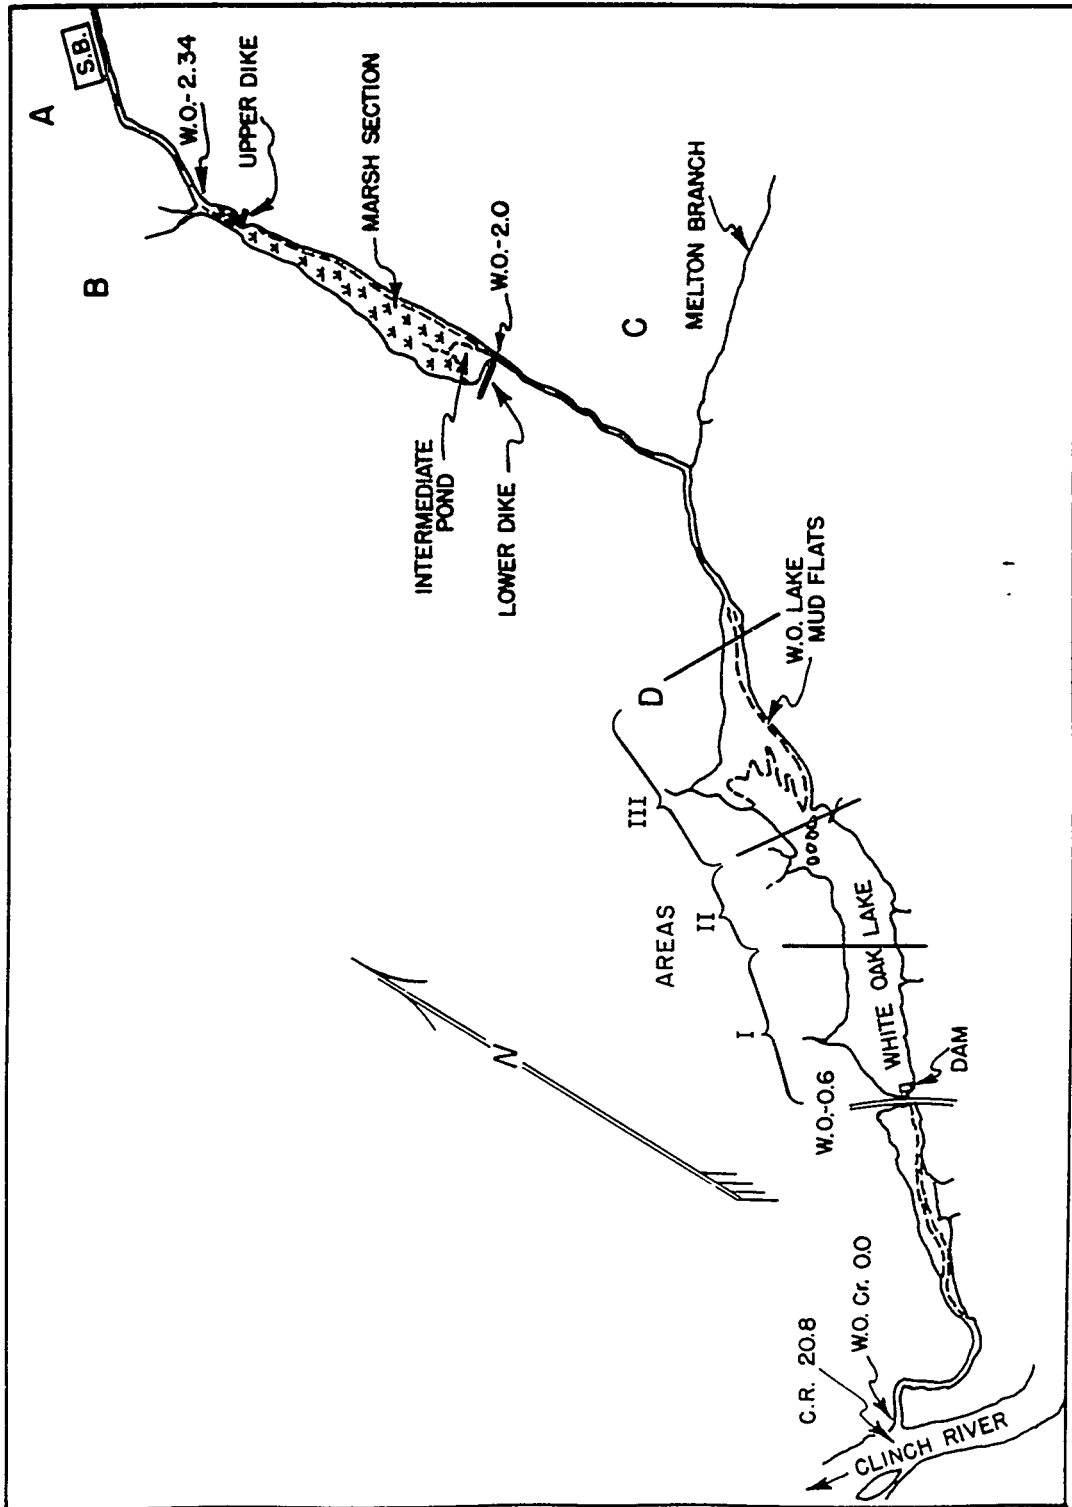 S.B.
A
W.O.-2.34
UPPER DIKE
B
MARSH SECTION
W.O.-2.0
INTERMEDIATE
POND
LOWER DIKE
C
MELTON BRANCH
W.O. LAKE
MUD FLATS
D
III
AREAS
II
I
WHITE OAK LAKE
N
DAM
W.O.-0.6
W.O. Cr. 0.0
C.R. 20.8
CLINCH RIVER